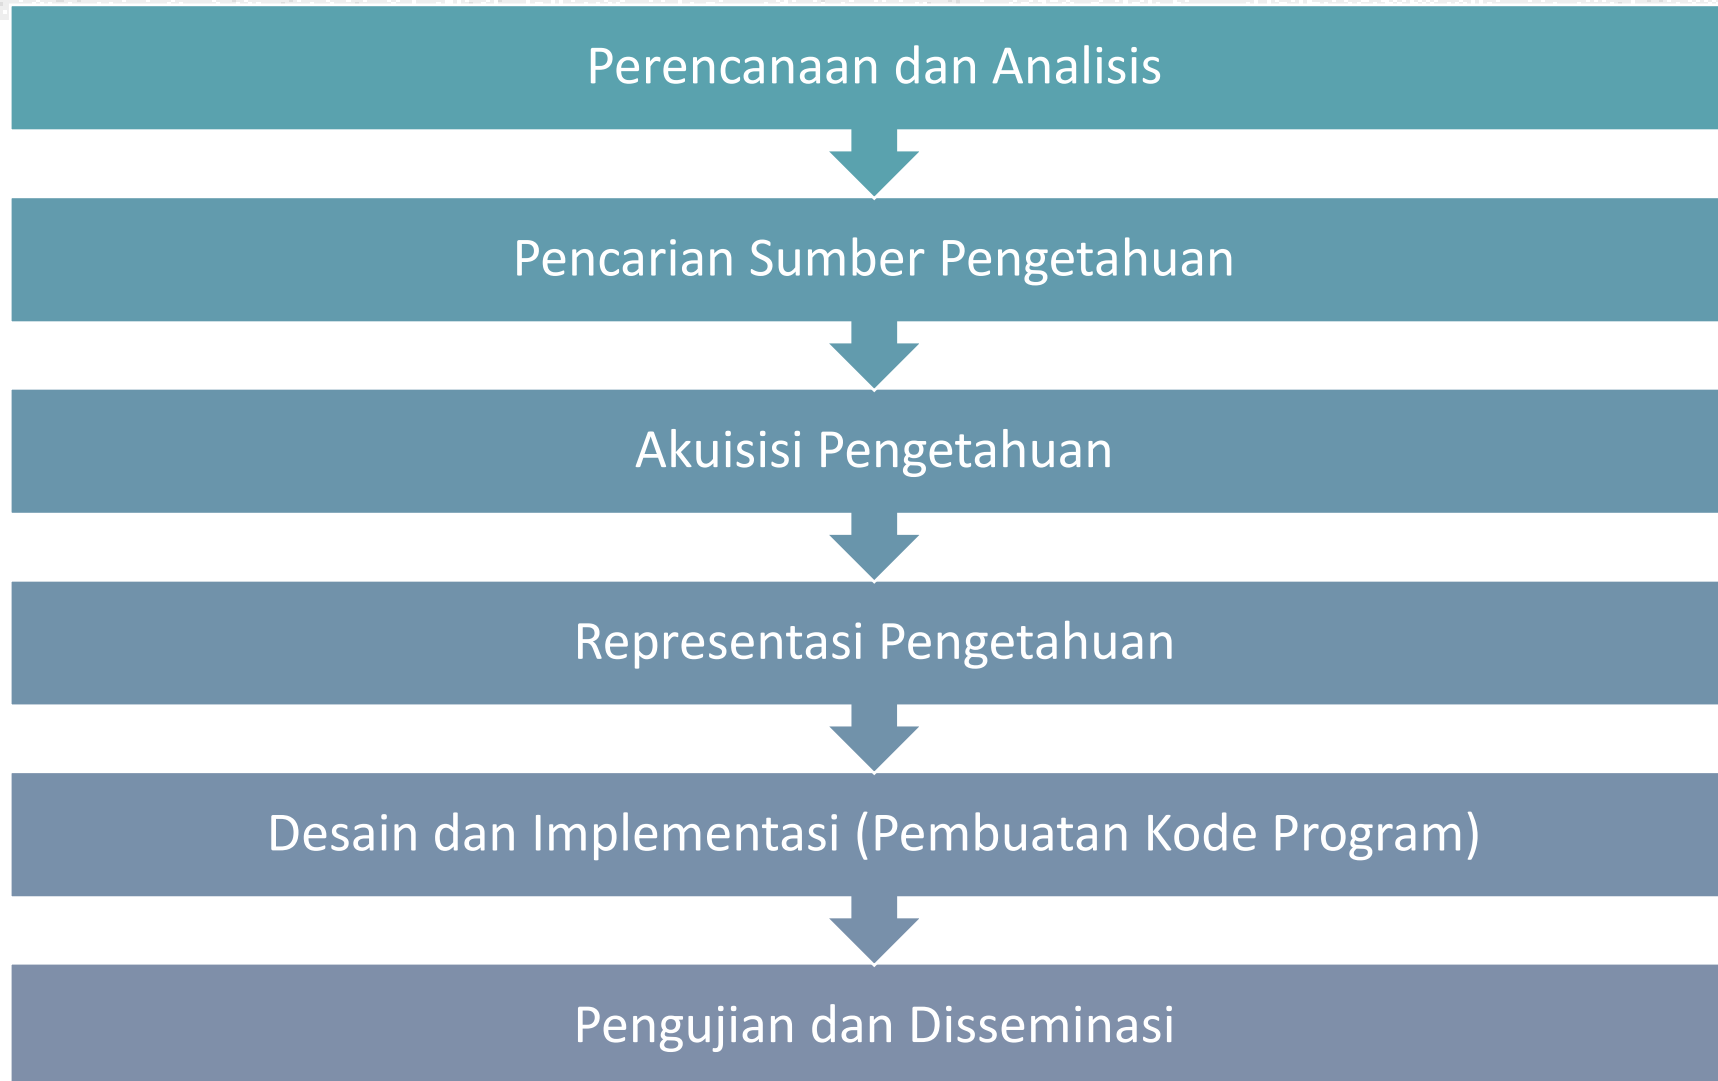 Perencanaan dan Analisis
Pencarian Sumber Pengetahuan
Akuisisi Pengetahuan
Representasi Pengetahuan
Desain dan Implementasi (Pembuatan Kode Program)
Pengujian dan Disseminasi